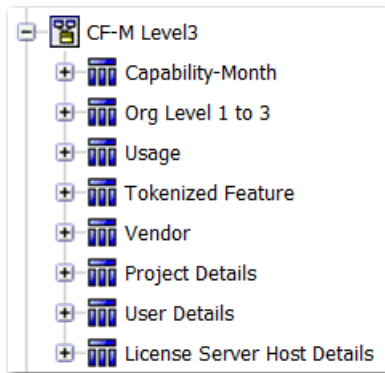 CF-M Level3
Capability-Month
Org Level 1 to 3
Usage
Tokenized Feature
Vendor
Project Details
User Details
License Server Host Details